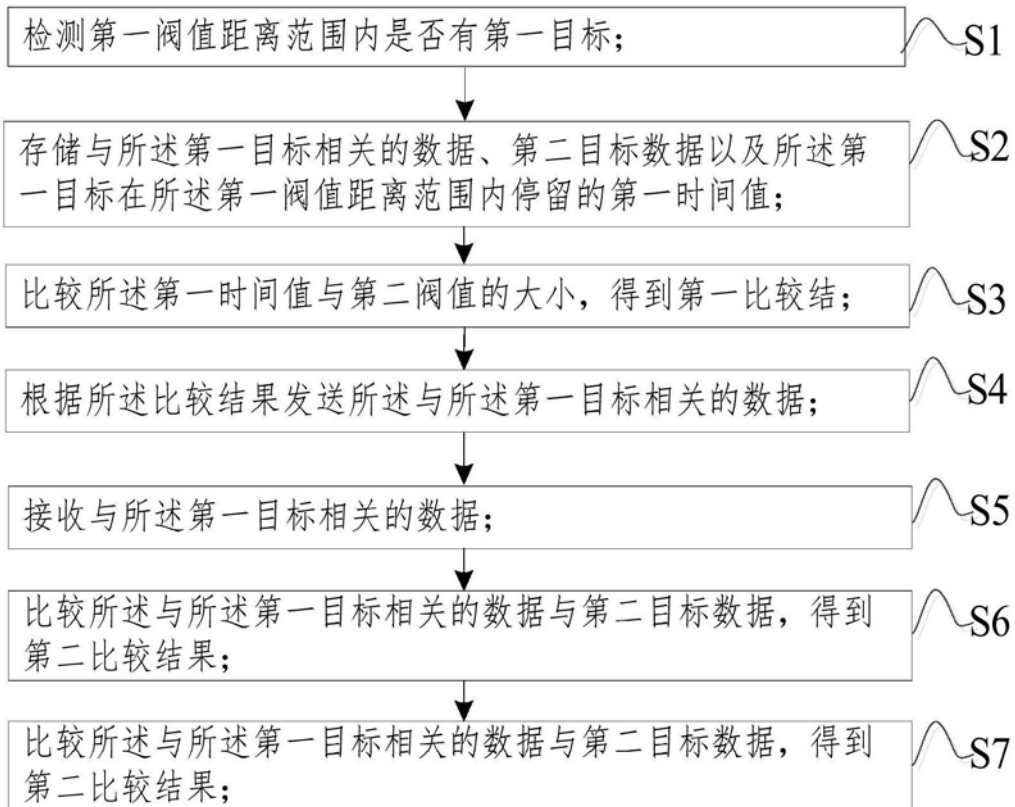 检测第一阀值距离范围内是否有第一目标；
S1
存储与所述第一目标相关的数据、第二目标数据以及所述第
一目标在所述第一阀值距离范围内停留的第一时间值；
S2
比较所述第一时间值与第二阀值的大小，得到第一比较结；
S3
根据所述比较结果发送所述与所述第一目标相关的数据；
S4
接收与所述第一目标相关的数据；
S5
比较所述与所述第一目标相关的数据与第二目标数据，得到
第二比较结果；
S6
比较所述与所述第一目标相关的数据与第二目标数据，得到
第二比较结果；
S7